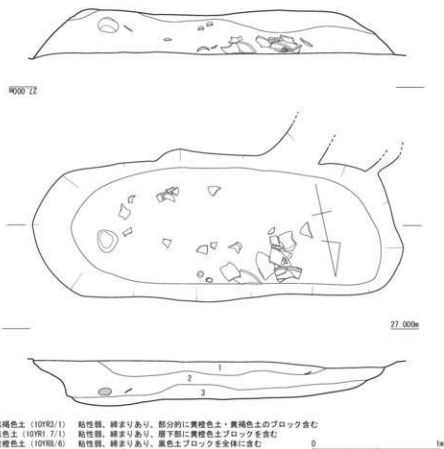 27.000m
27.000m
1
2
3
褐色土 (10YR3/1) 粘性弱、締まりあり、部分的に黄橙色土・黄褐色土のブロック含む
色土 (10YR1.7/1) 粘性弱、締まりあり、層下部に黄橙色土ブロックを含む
橙色土 (10YR8/6) 粘性弱、締まりあり、黒色土ブロックを全体に含む
0 1m